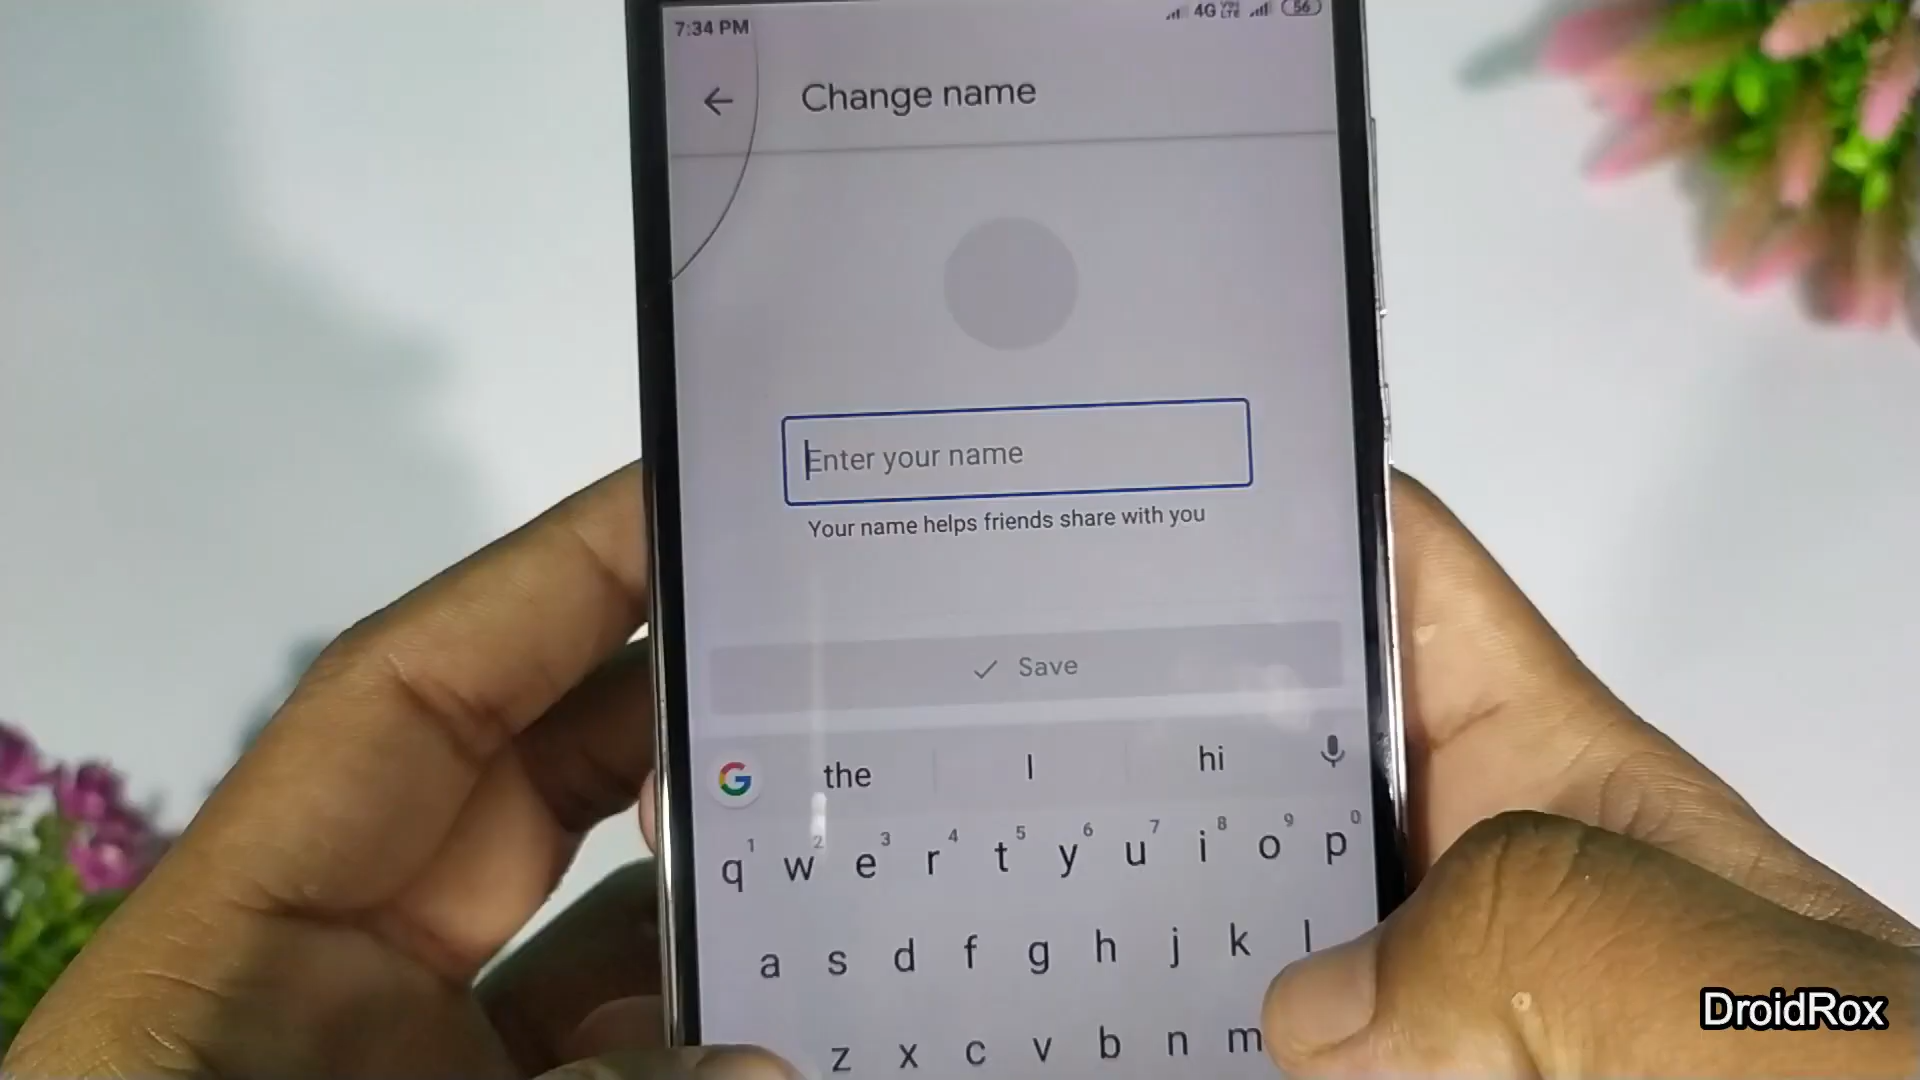 7:34 PM 4G VoLTE 56
Change name
Enter your name
Your name helps friends share with you
Save
the I hi
1 2 3 4 5 6 7 8 9 0
q w e r t y u i o p
a s d f g h j k l
z x c v b n m
DroidRox